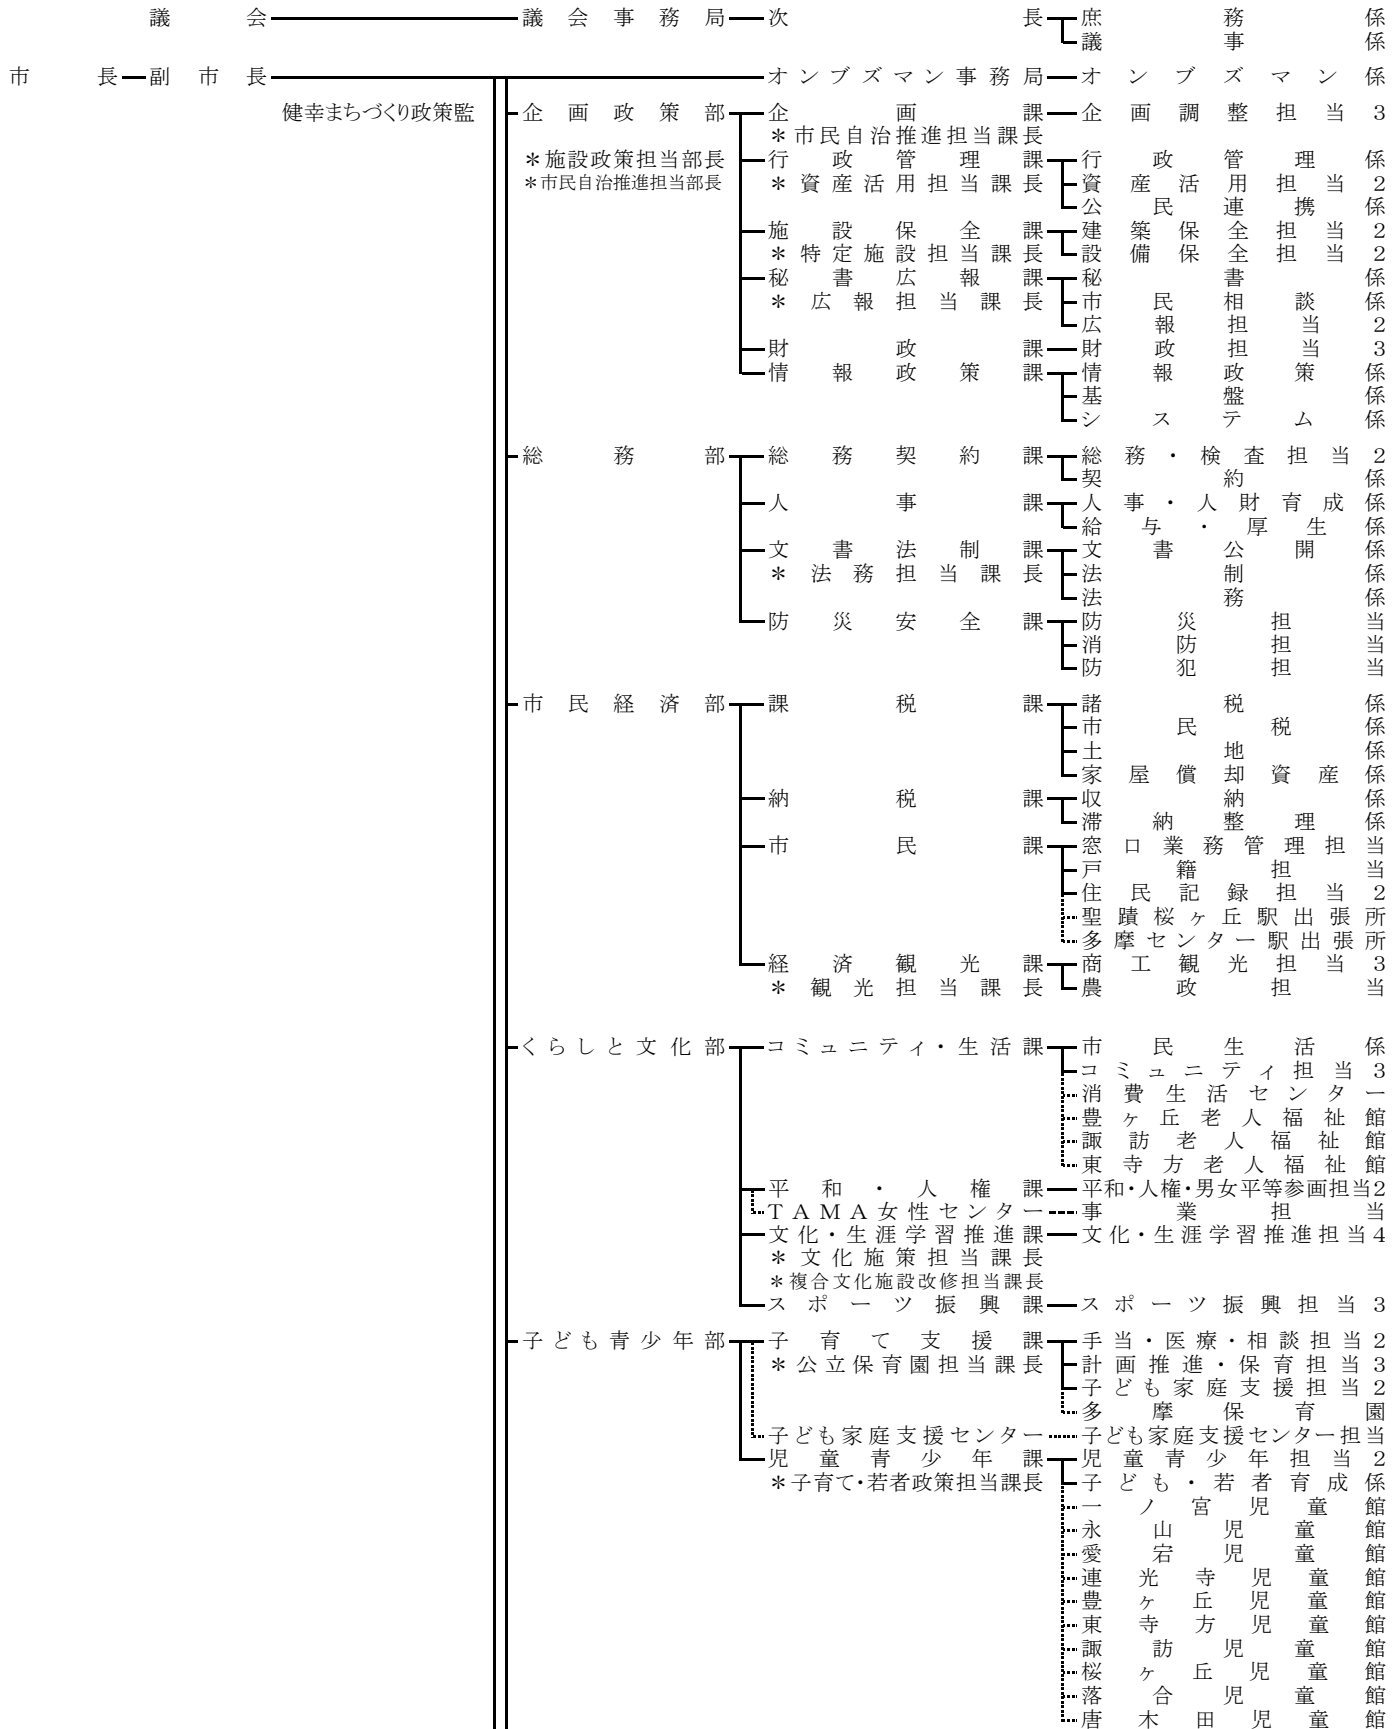 議会 議会事務局 次長 庶務係
議事係
市長 副市長 オンブズマン事務局 オンブズマン係
健幸まちづくり政策監 企画政策部 企画課 企画調整担当3
＊市民自治推進担当課長
＊施設政策担当部長 行政管理課 行政管理係
＊市民自治推進担当部長 ＊資産活用担当課長 資産活用担当2
公民連携係
施設保全課 建築保全担当2
＊特定施設担当課長 設備保全担当2
秘書広報課 秘書係
＊広報担当課長 市民相談係
広報担当2
財政課 財政担当3
情報政策課 情報政策係
基盤係
システム係
総務部 総務契約課 総務・検査担当2
契約係
人事課 人事・人財育成係
給与・厚生係
文書法制課 文書公開係
＊法務担当課長 法制係
法務係
防災安全課 防災担当
消防担当
防犯担当
市民経済部 課税課 諸税係
市民税係
土地係
家屋償却資産係
納税課 収納係
滞納整理係
市民課 窓口業務管理担当
戸籍担当
住民記録担当2
聖蹟桜ヶ丘駅出張所
多摩センター駅出張所
経済観光課 商工観光担当3
＊観光担当課長 農政担当
くらしと文化部 コミュニティ・生活課 市民生活係
コミュニティ担当3
消費生活センター
豊ヶ丘老人福祉館
諏訪老人福祉館
東寺方老人福祉館
平和・人権課 平和・人権・男女平等参画担当2
TAMA女性センター 事業担当
文化・生涯学習推進課 文化・生涯学習推進担当4
＊文化施策担当課長
＊複合文化施設改修担当課長
スポーツ振興課 スポーツ振興担当3
子ども青少年部 子育て支援課 手当・医療・相談担当2
＊公立保育園担当課長 計画推進・保育担当3
子ども家庭支援担当2
多摩保育園
子ども家庭支援センター 子ども家庭支援センター担当
児童青少年課 児童青少年担当2
＊子育て・若者政策担当課長 子ども・若者育成係
一ノ宮児童館
永山児童館
愛宕児童館
連光寺児童館
豊ヶ丘児童館
東寺方児童館
諏訪児童館
桜ヶ丘児童館
落合児童館
唐木田児童館